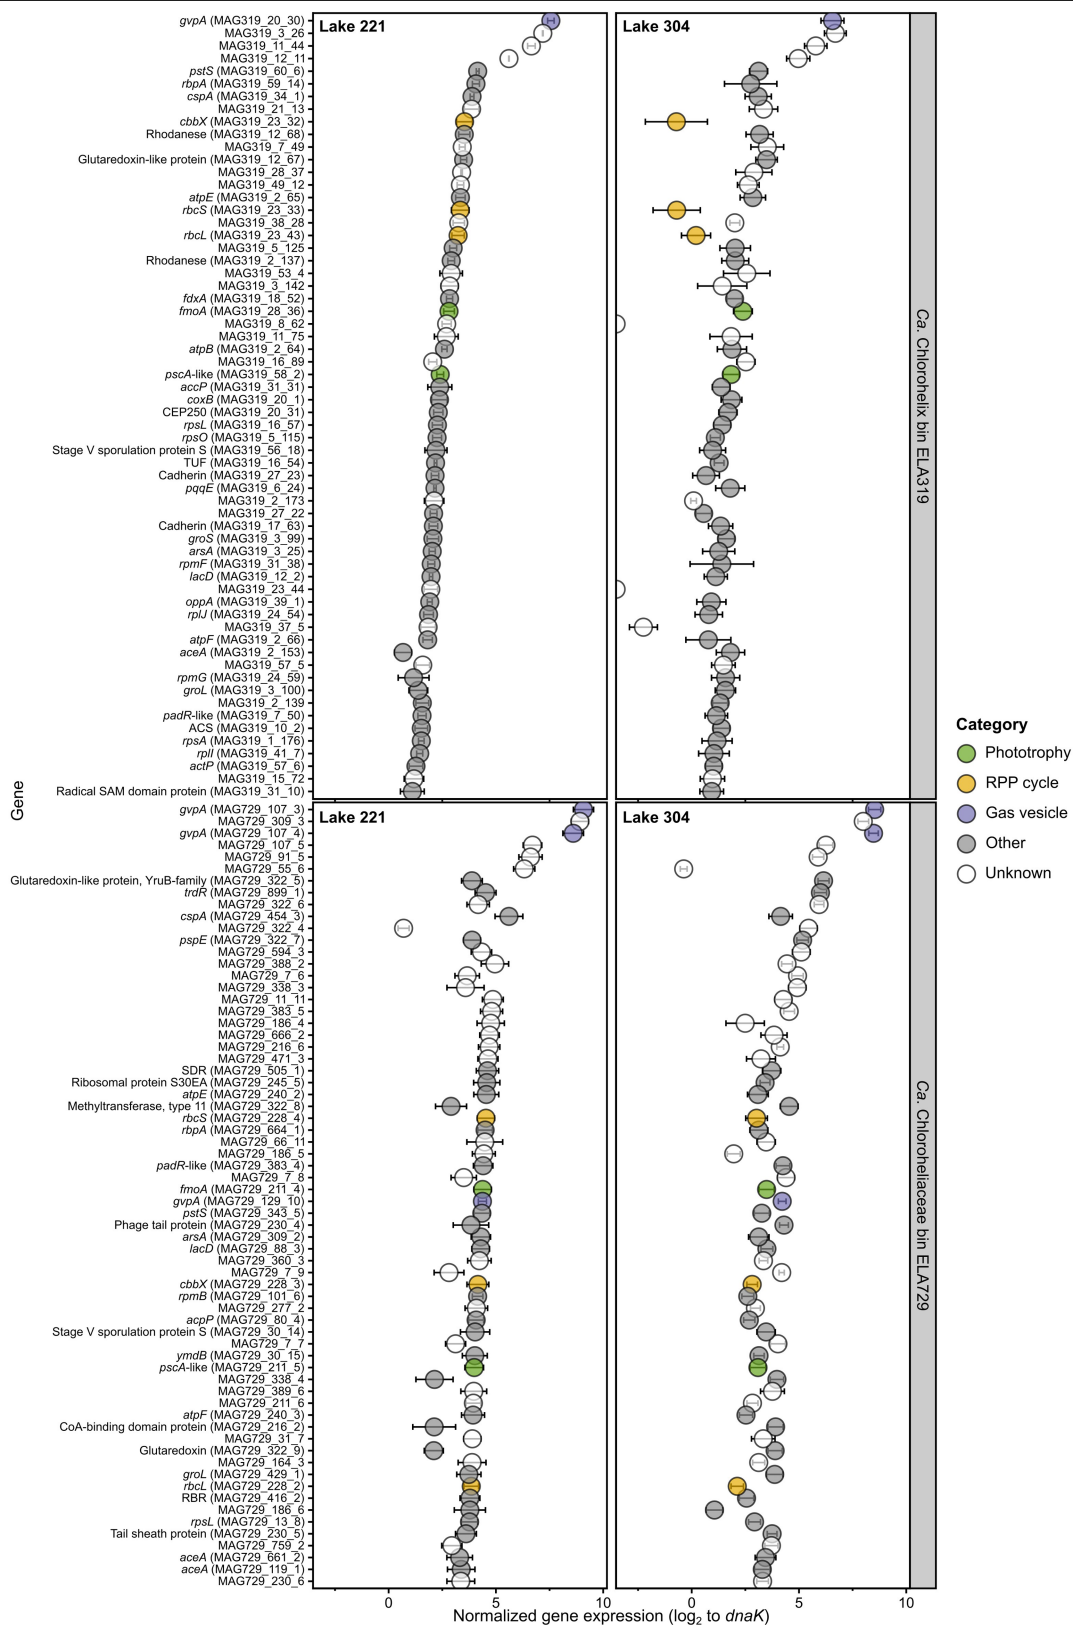 Lake 221
Lake 304
gvpA (MAG319_20_30)
MAG319_3_26
MAG319_11_44
MAG319_12_11
pstS (MAG319_60_6)
rbpA (MAG319_59_14)
cspA (MAG319_34_1)
MAG319_21_13
cbbX (MAG319_23_32)
Rhodanese (MAG319_12_68)
MAG319_7_49
Glutaredoxin-like protein (MAG319_12_67)
MAG319_28_37
MAG319_49_12
atpE (MAG319_2_65)
rbcS (MAG319_23_33)
MAG319_38_28
rbcL (MAG319_23_43)
MAG319_5_125
Rhodanese (MAG319_2_137)
MAG319_53_4
MAG319_3_142
fdxA (MAG319_18_52)
fmoA (MAG319_28_36)
MAG319_8_62
MAG319_11_75
atpB (MAG319_2_64)
MAG319_16_89
pscA-like (MAG319_58_2)
accP (MAG319_31_31)
coxB (MAG319_20_1)
CEP250 (MAG319_20_31)
rpsL (MAG319_16_57)
rpsO (MAG319_5_115)
Stage V sporulation protein S (MAG319_56_18)
TUF (MAG319_16_54)
Cadherin (MAG319_27_23)
pqqE (MAG319_6_24)
MAG319_2_173
MAG319_27_22
Cadherin (MAG319_17_63)
groS (MAG319_3_99)
arsA (MAG319_3_25)
rpmF (MAG319_31_38)
lacD (MAG319_12_2)
MAG319_23_44
oppA (MAG319_39_1)
rplJ (MAG319_24_54)
MAG319_37_5
atpF (MAG319_2_66)
aceA (MAG319_2_153)
MAG319_57_5
rpmG (MAG319_24_59)
groL (MAG319_3_100)
MAG319_2_139
padR-like (MAG319_7_50)
ACS (MAG319_10_2)
rpsA (MAG319_1_176)
rplI (MAG319_41_7)
actP (MAG319_57_6)
MAG319_15_72
Radical SAM domain protein (MAG319_31_10)
Ca. Chlorohelix bin ELA319
Gene
Category
Phototrophy
RPP cycle
Gas vesicle
Other
Unknown
Lake 221
Lake 304
gvpA (MAG729_107_3)
MAG729_309_3
gvpA (MAG729_107_4)
MAG729_107_5
MAG729_91_5
MAG729_55_6
Glutaredoxin-like protein, YruB-family (MAG729_322_5)
trdR (MAG729_899_1)
MAG729_322_6
cspA (MAG729_454_3)
MAG729_322_4
pspE (MAG729_322_7)
MAG729_594_3
MAG729_388_2
MAG729_7_6
MAG729_338_3
MAG729_11_11
MAG729_383_5
MAG729_186_4
MAG729_666_2
MAG729_216_6
MAG729_471_3
SDR (MAG729_505_1)
Ribosomal protein S30EA (MAG729_245_5)
atpE (MAG729_240_2)
Methyltransferase, type 11 (MAG729_322_8)
rbcS (MAG729_228_4)
rbpA (MAG729_664_1)
MAG729_66_11
MAG729_186_5
padR-like (MAG729_383_4)
MAG729_7_8
fmoA (MAG729_211_4)
gvpA (MAG729_129_10)
pstS (MAG729_343_5)
Phage tail protein (MAG729_230_4)
arsA (MAG729_309_2)
lacD (MAG729_88_3)
MAG729_360_3
MAG729_7_9
cbbX (MAG729_228_3)
rpmB (MAG729_101_6)
MAG729_277_2
acpP (MAG729_80_4)
Stage V sporulation protein S (MAG729_30_14)
MAG729_7_7
ymdB (MAG729_30_15)
pscA-like (MAG729_211_5)
MAG729_338_4
MAG729_389_6
MAG729_211_6
atpF (MAG729_240_3)
CoA-binding domain protein (MAG729_216_2)
MAG729_31_7
Glutaredoxin (MAG729_322_9)
MAG729_164_3
groL (MAG729_429_1)
rbcL (MAG729_228_2)
RBR (MAG729_416_2)
MAG729_186_6
rpsL (MAG729_13_8)
Tail sheath protein (MAG729_230_5)
MAG729_759_2
aceA (MAG729_661_2)
aceA (MAG729_119_1)
MAG729_230_6
Ca. Chloroheliaceae bin ELA729
0 5 10 0 5 10
Normalized gene expression (log2 to dnaK)